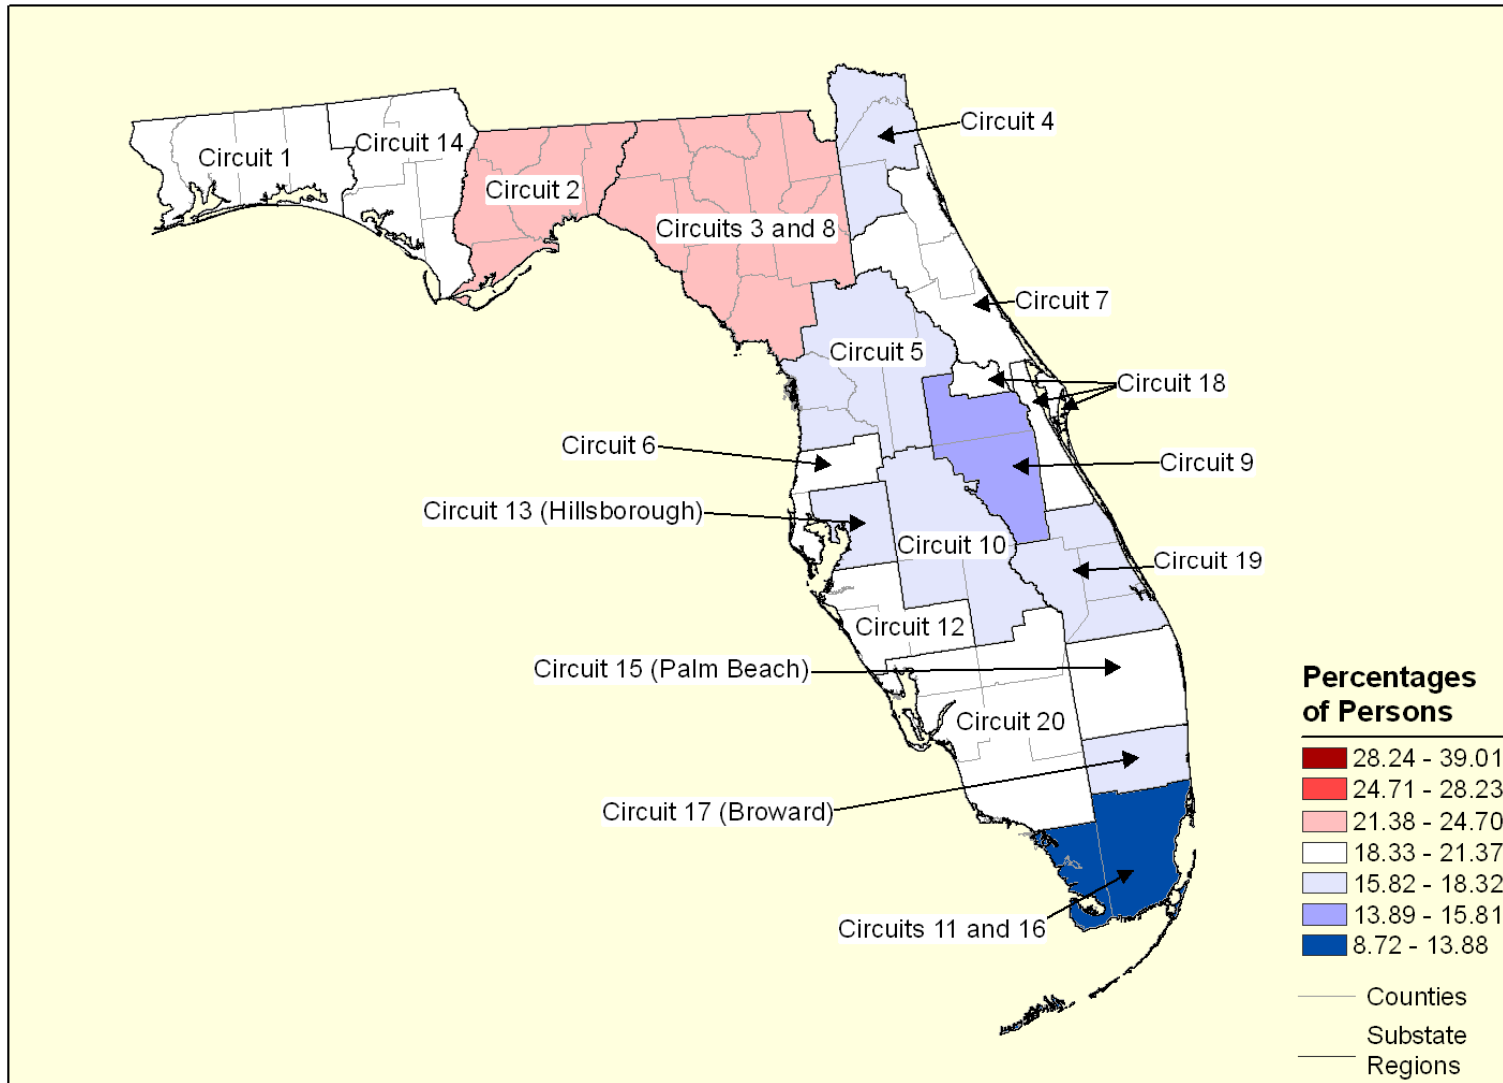 Circuit 4
Circuit 14
Circuit 1
Circuit 2
Circuits 3 and 8
Circuit 7
Circuit 5
Circuit 18
Circuit 6
Circuit 9
Circuit 13 (Hillsborough)
Circuit 10
Circuit 19
Circuit 12
Circuit 15 (Palm Beach)
Circuit 20
Circuit 17 (Broward)
Circuits 11 and 16
Percentages
of Persons
28.24 - 39.01
24.71 - 28.23
21.38 - 24.70
18.33 - 21.37
15.82 - 18.32
13.89 - 15.81
8.72 - 13.88
Counties
Substate
Regions